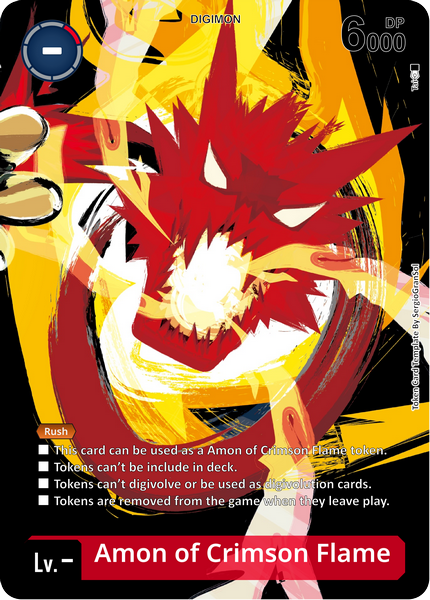 DIGIMON
-
DP
6000
Rush
■ This card can be used as a Amon of Crimson Flame token.
■ Tokens can't be include in deck.
■ Tokens can't digivolve or be used as digivolution cards.
■ Tokens are removed from the game when they leave play.
Lv.-
Amon of Crimson Flame
Token Card Template By SergioGranSol